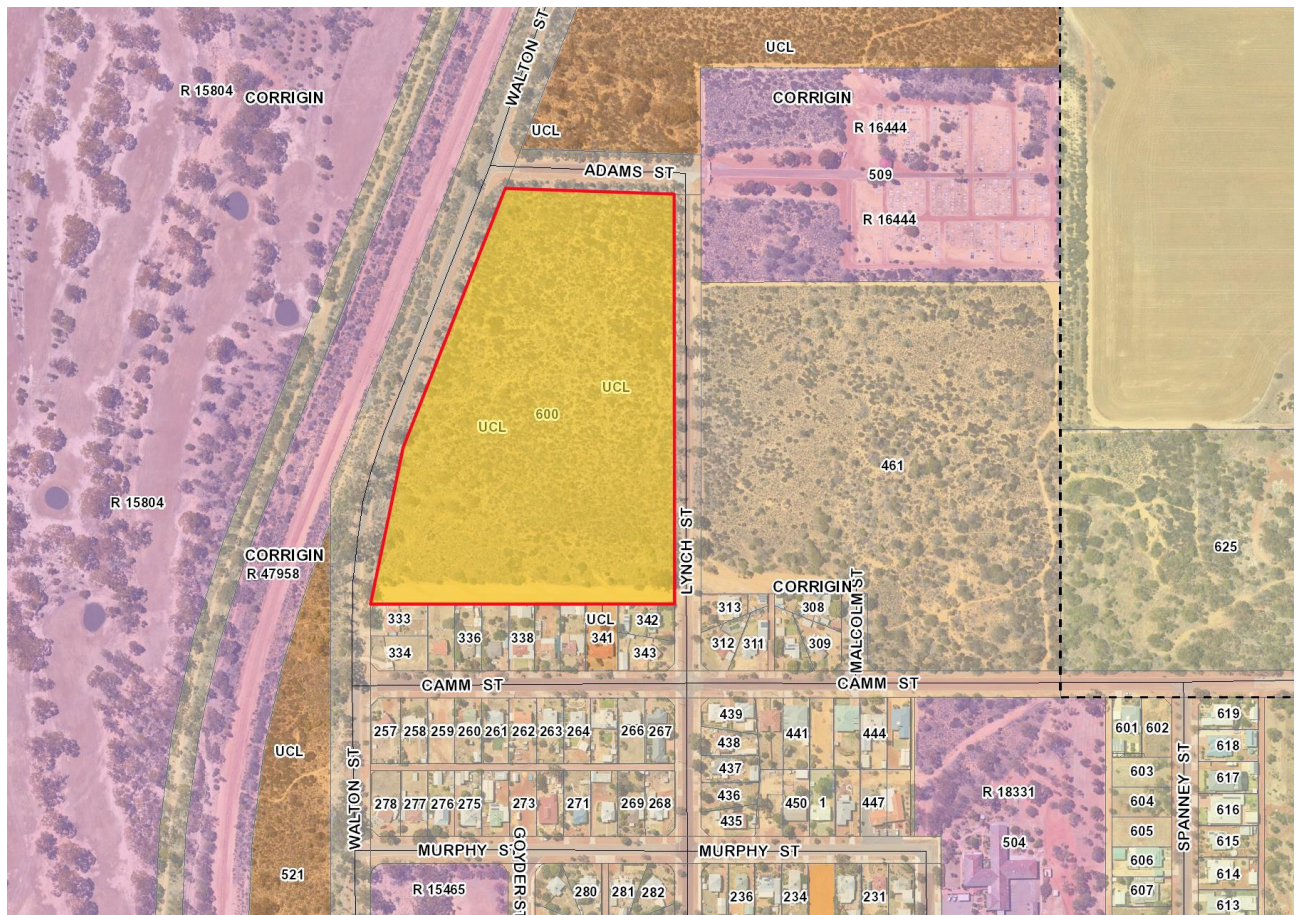 WALTON ST
UCL
R 15804
CORRIGIN
CORRIGIN
R 16444
UCL
ADAMS ST
509
R 16444
UCL
UCL
600
461
R 15804
LYNCH ST
625
CORRIGIN
R 47958
CORRIGIN
MALCOLM ST
333
336
338
UCL
341
342
313
308
334
343
312
311
309
CAMM ST
CAMM ST
257
258
259
260
261
262
263
264
266
267
439
441
444
601
602
619
438
618
UCL
WALTON ST
437
603
SPANNEY ST
617
278
277
276
275
273
271
269
268
436
450
1
447
R 18331
604
616
435
605
615
GOYDER ST
MURPHY ST
MURPHY ST
504
606
614
521
R 15465
280
281
282
236
234
231
607
613